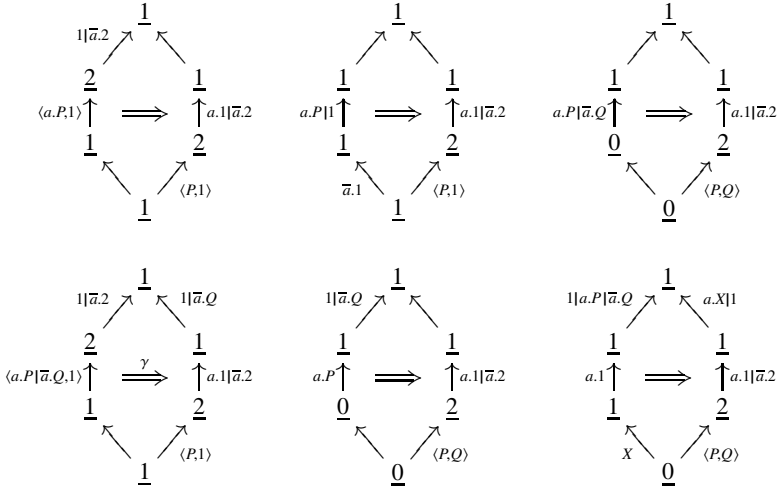 1 1 1
1|a̅.2
2 1 1 1 1 1
⟨a.P,1⟩ a.1|a̅.2 a.P|1 a.1|a̅.2 a.P|a̅.Q a.1|a̅.2
1 2 1 2 0 2
⟨P,1⟩ a̅.1 ⟨P,1⟩ ⟨P,Q⟩
1 1 0
1 1 1
1|a̅.2 1|a̅.Q 1|a̅.Q 1|a.P|a̅.Q a.X|1
2 1 1 1 1 1
⟨a.P|a̅.Q,1⟩ γ a.1|a̅.2 a.P a.1|a̅.2 a.1 a.1|a̅.2
1 2 0 2 1 2
⟨P,1⟩ ⟨P,Q⟩ X ⟨P,Q⟩
1 0 0